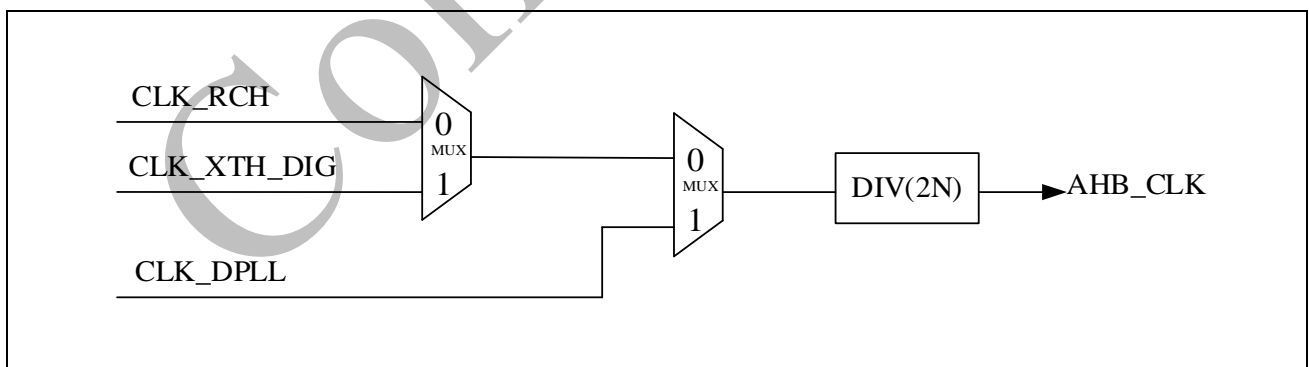 CLK_RCH
0
MUX
1
CLK_XTH_DIG
0
MUX
1
CLK_DPLL
DIV(2N)
AHB_CLK